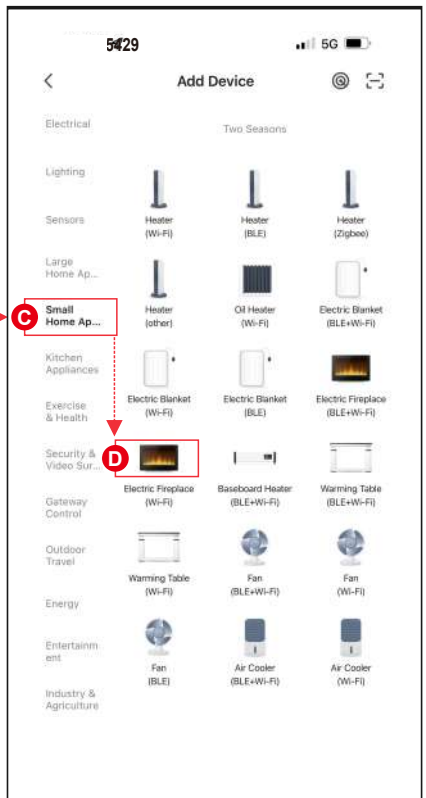 5G
Add Device
Electrical
Lighting
Sensors
Large
Home Ap...
C
Small
Home Ap...
Kitchen
Appliances
Exercise
& Health
Security &
Video Sur...
Gateway
Control
Outdoor
Travel
Energy
Entertainm
ent
Industry &
Agriculture
Two Seasons
Heater
(Wi-Fi)
Heater
(BLE)
Heater
(Zigbee)
Heater
(other)
Oil Heater
(Wi-Fi)
Electric Blanket
(BLE+Wi-Fi)
Electric Blanket
(Wi-Fi)
Electric Blanket
(BLE)
Electric Fireplace
(BLE+Wi-Fi)
D
Electric Fireplace
(Wi-Fi)
Baseboard Heater
(BLE+Wi-Fi)
Warming Table
(BLE+Wi-Fi)
Warming Table
(Wi-Fi)
Fan
(BLE+Wi-Fi)
Fan
(Wi-Fi)
Fan
(BLE)
Air Cooler
(BLE+Wi-Fi)
Air Cooler
(Wi-Fi)